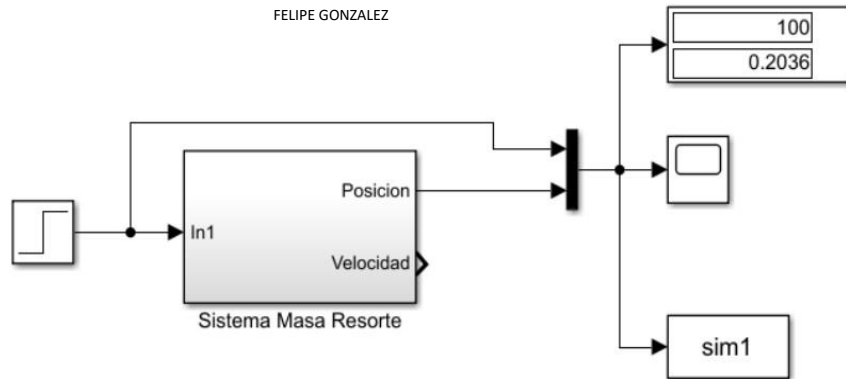 FELIPE GONZALEZ
100
0.2036
Posicion
In1
Velocidad
Sistema Masa Resorte
sim1